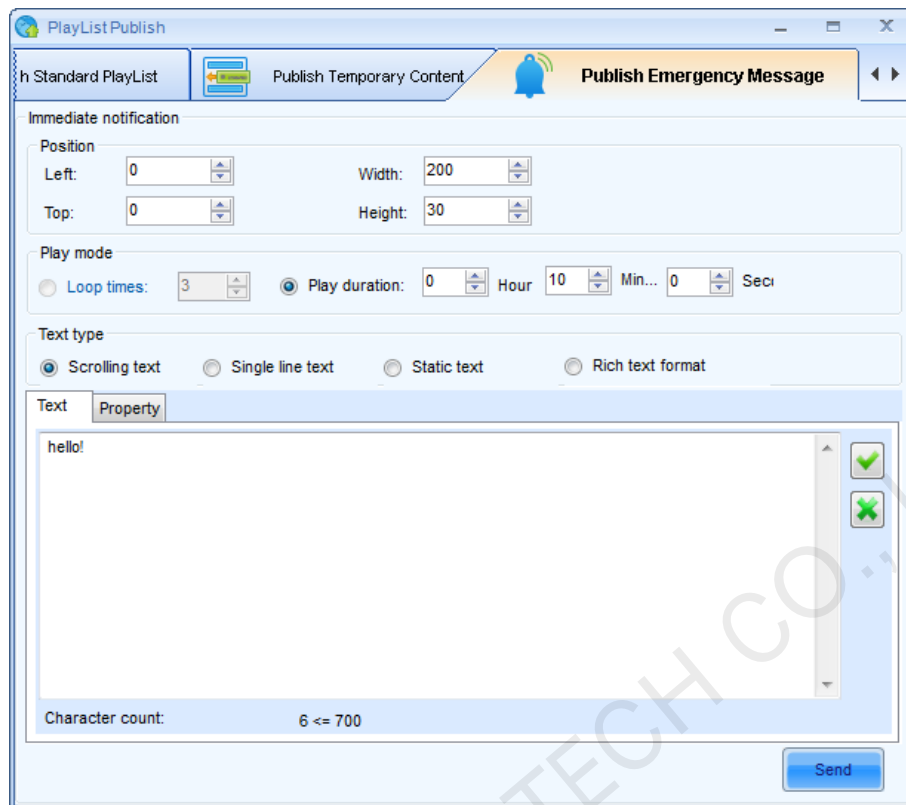 PlayList Publish
h Standard PlayList Publish Temporary Content Publish Emergency Message
Immediate notification
Position
Left: 0 Width: 200
Top: 0 Height: 30
Play mode
Loop times: 3 Play duration: 0 Hour 10 Min... 0 Seco
Text type
Scrolling text Single line text Static text Rich text format
Text Property
hello!
Character count: 6 <= 700
Send
TECH CO.,